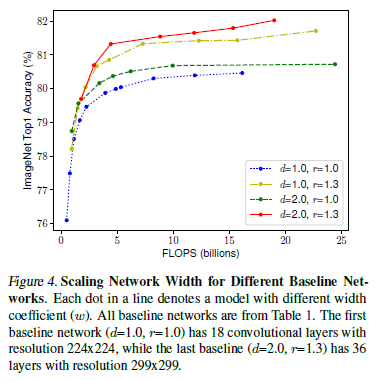 82
81
80
79
78
77
76
ImageNet Top1 Accuracy (%)
0 5 10 15 20 25
FLOPS (billions)
d=1.0, r=1.0
d=1.0, r=1.3
d=2.0, r=1.0
d=2.0, r=1.3
Figure 4. Scaling Network Width for Different Baseline Net-
works. Each dot in a line denotes a model with different width
coefficient (w). All baseline networks are from Table 1. The first
baseline network (d=1.0, r=1.0) has 18 convolutional layers with
resolution 224x224, while the last baseline (d=2.0, r=1.3) has 36
layers with resolution 299x299.